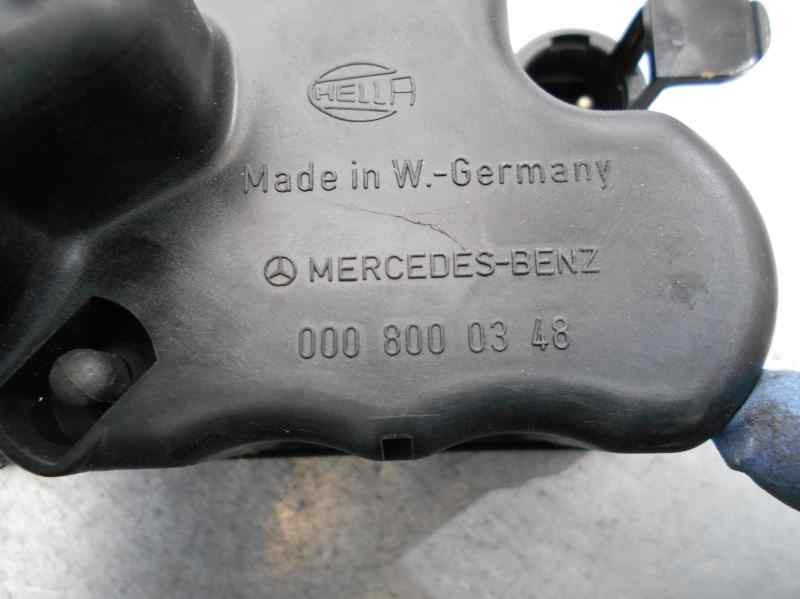 HELLA
Made in W.-Germany
MERCEDES-BENZ
000 800 03 48